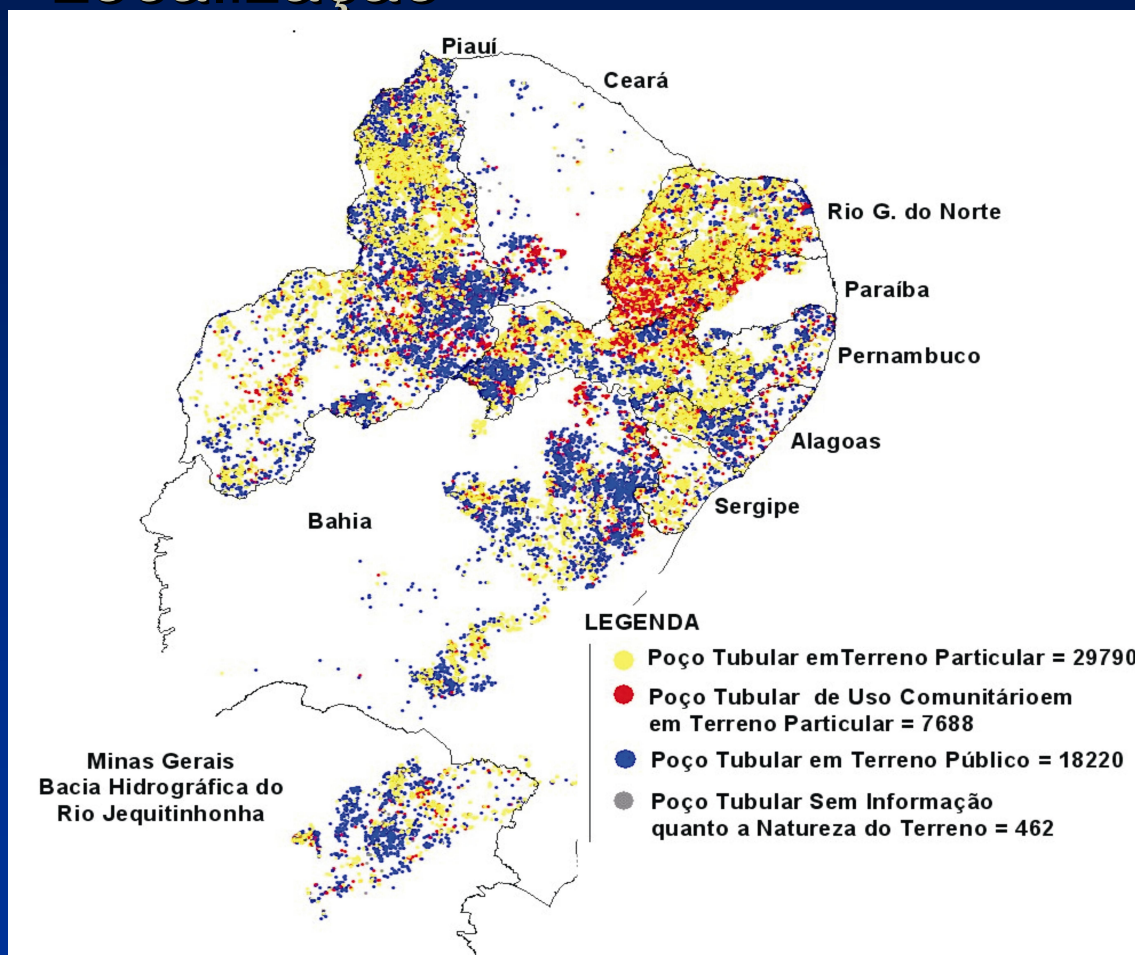 Localização
Piauí
Ceará
Rio G. do Norte
Paraíba
Pernambuco
Alagoas
Sergipe
Bahia
LEGENDA
Poço Tubular emTerreno Particular = 29790
Poço Tubular de Uso Comunitárioem
em Terreno Particular = 7688
Poço Tubular em Terreno Público = 18220
Poço Tubular Sem Informação
quanto a Natureza do Terreno = 462
Minas Gerais
Bacia Hidrográfica do
Rio Jequitinhonha